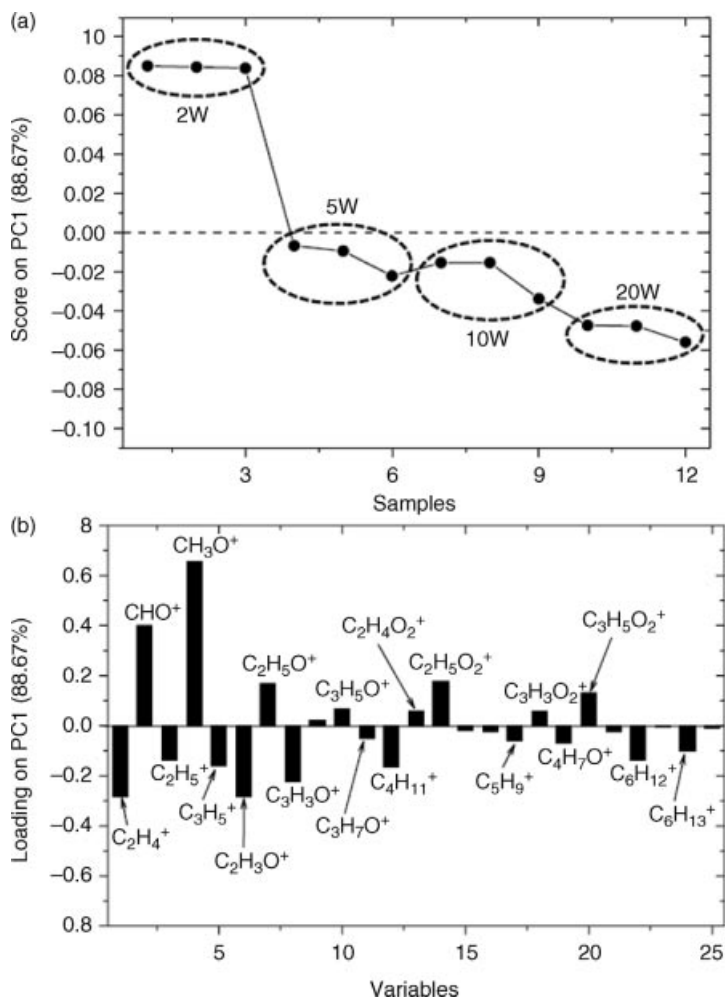 (a)
10
0.08
0.06
0.04
0.02
0.00
−0.02
−0.04
−0.06
−0.08
−0.10
Score on PC1 (88.67%)
2W
5W
10W
20W
3
6
9
12
Samples
(b)
8
0.6
0.4
0.2
0.0
−0.2
−0.4
−0.6
0.8
Loading on PC1 (88.67%)
CH₃O⁺
CHO⁺
C₂H₅O⁺
C₃H₅O⁺
C₂H₄O₂⁺
C₂H₅O₂⁺
C₃H₃O₂⁺
C₃H₅O₂⁺
C₂H₄⁺
C₂H₅⁺
C₃H₅⁺
C₂H₃O⁺
C₃H₃O⁺
C₃H₇O⁺
C₄H₁₁⁺
C₅H₉⁺
C₄H₇O⁺
C₆H₁₂⁺
C₆H₁₃⁺
5
10
15
20
25
Variables